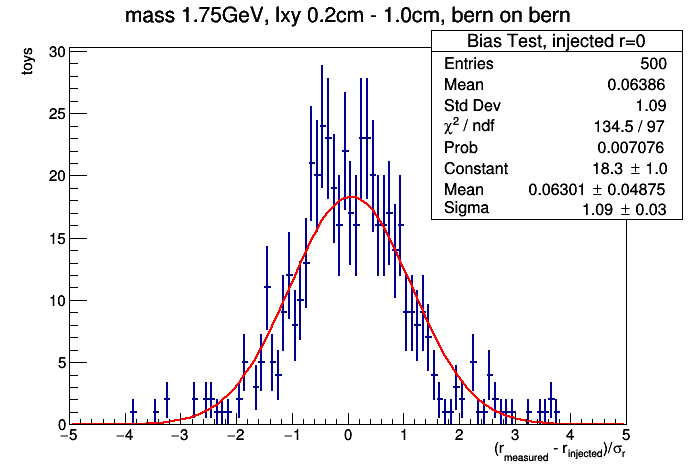 mass 1.75GeV, lxy 0.2cm - 1.0cm, bern on bern
toys
Bias Test, injected r=0
Entries 500
Mean 0.06386
Std Dev 1.09
χ² / ndf 134.5 / 97
Prob 0.007076
Constant 18.3 ± 1.0
Mean 0.06301 ± 0.04875
Sigma 1.09 ± 0.03
30
25
20
15
10
5
0
−5 −4 −3 −2 −1 0 1 2 3 4 5
(r_measured - r_injected)/σ_r